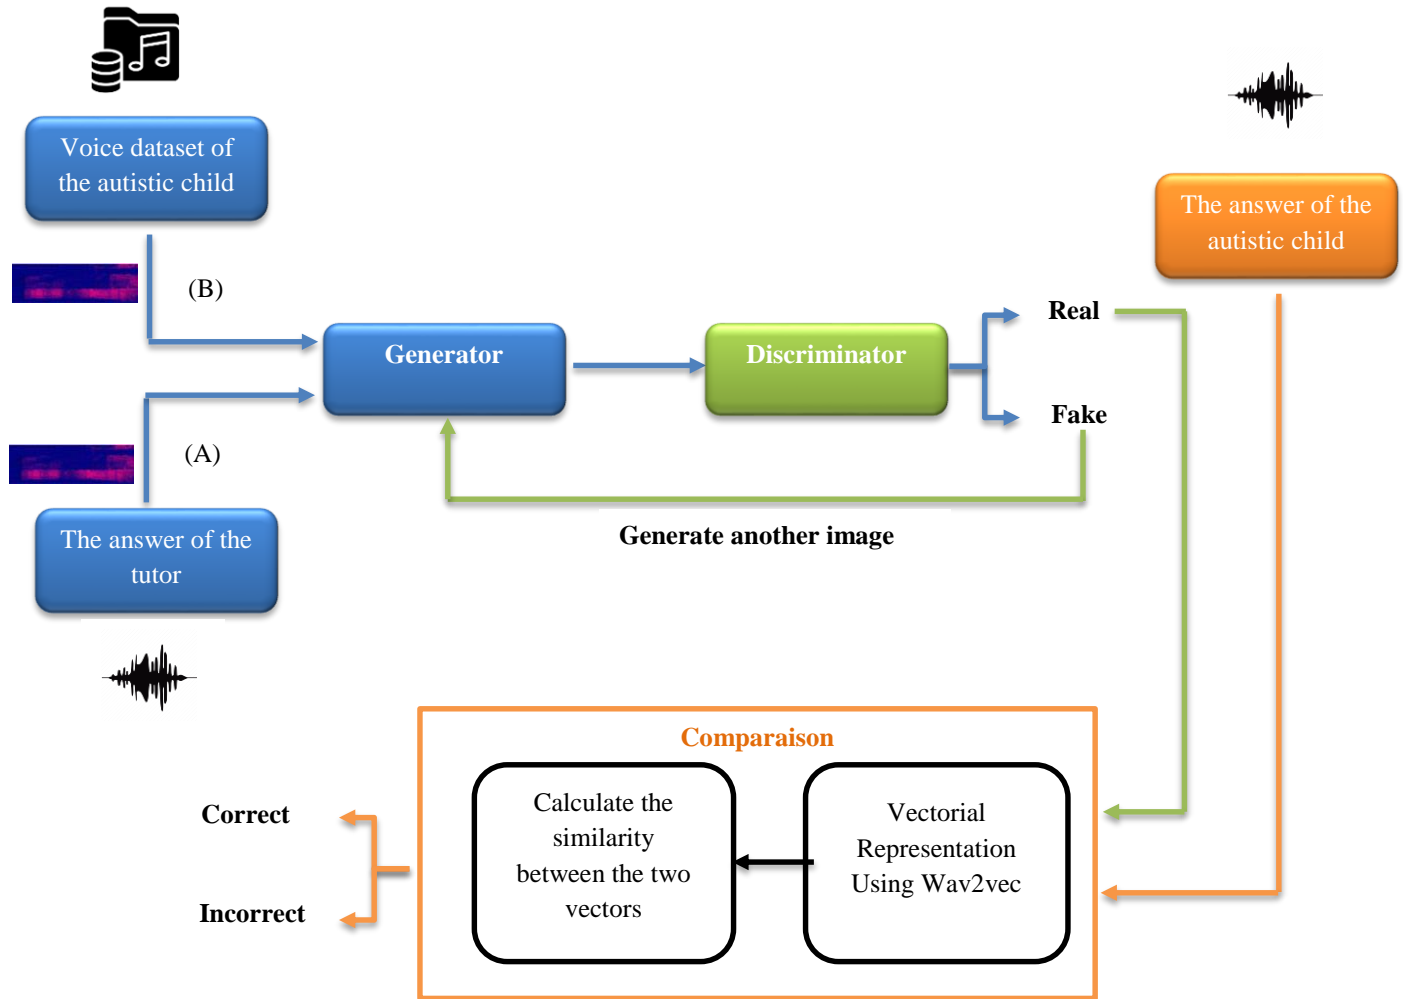 Voice dataset of
the autistic child
The answer of the
autistic child
(B)
Real
Generator
Discriminator
Fake
(A)
Generate another image
The answer of the
tutor
Comparaison
Calculate the
similarity
between the two
vectors
Vectorial
Representation
Using Wav2vec
Correct
Incorrect